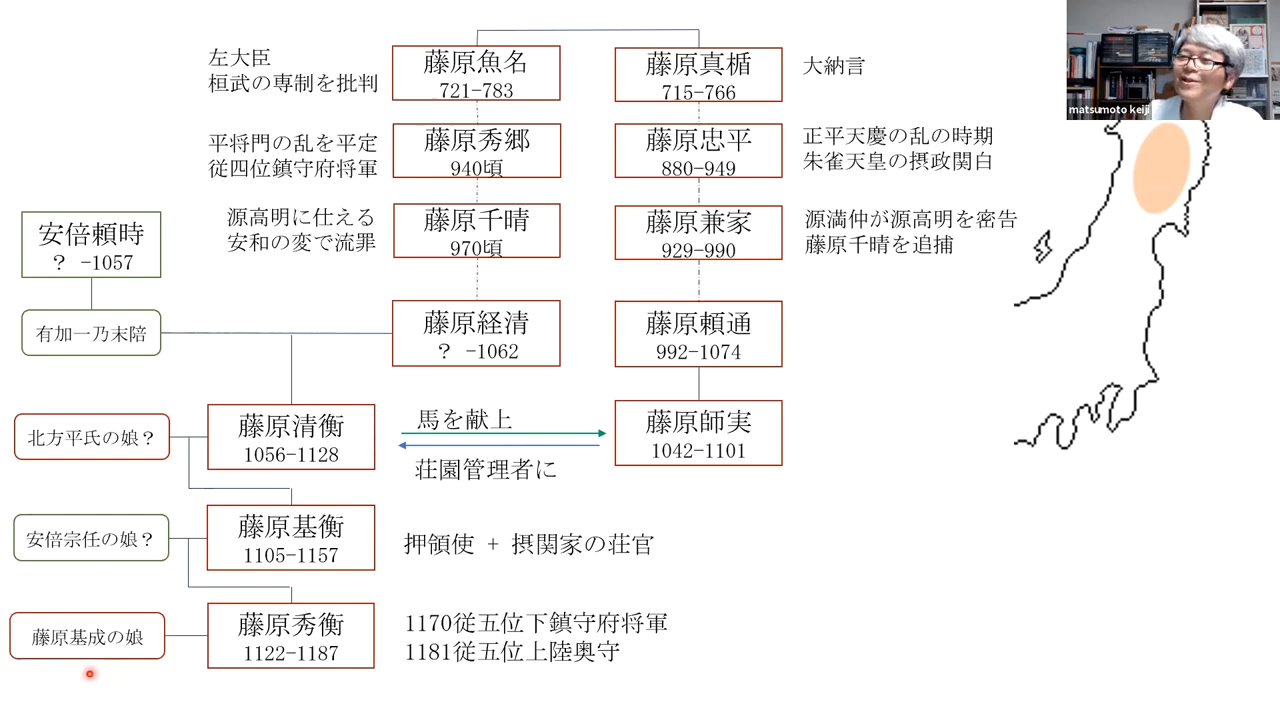 左大臣
桓武の専制を批判
藤原魚名
721-783
藤原真楯
715-766
大納言
matsumoto keiji
平将門の乱を平定
従四位鎮守府将軍
藤原秀郷
940頃
藤原忠平
880-949
正平天慶の乱の時期
朱雀天皇の摂政関白
源高明に仕える
安和の変で流罪
藤原千晴
970頃
藤原兼家
929-990
源満仲が源高明を密告
藤原千晴を追捕
安倍頼時
？ -1057
有加一乃末陪
藤原経清
？ -1062
藤原頼通
992-1074
北方平氏の娘？
藤原清衡
1056-1128
馬を献上
荘園管理者に
藤原師実
1042-1101
安倍宗任の娘？
藤原基衡
1105-1157
押領使 + 摂関家の荘官
藤原基成の娘
藤原秀衡
1122-1187
1170従五位下鎮守府将軍
1181従五位上陸奥守